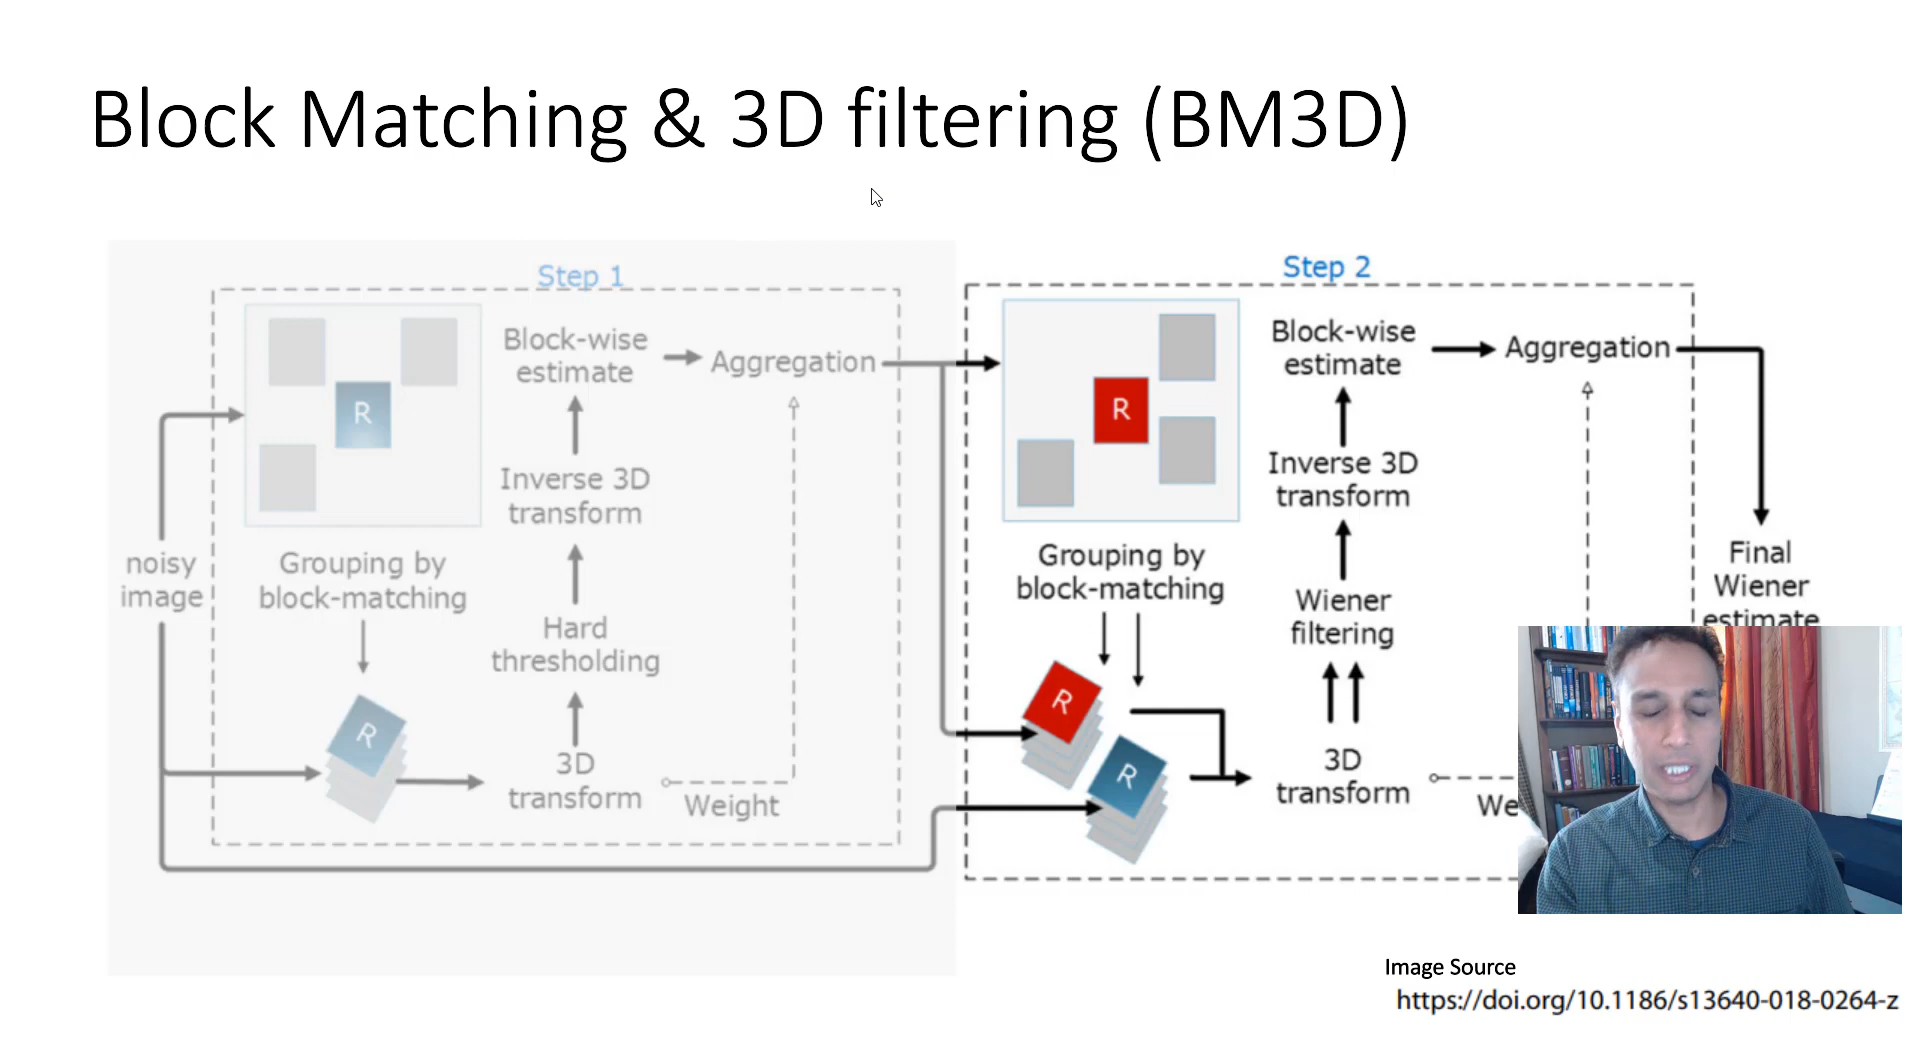 Block Matching & 3D filtering (BM3D)
Step 1
R
Grouping by
block-matching
R
noisy
image
3D
transform
Weight
Hard
thresholding
Inverse 3D
transform
Block-wise
estimate
Aggregation
Step 2
R
Grouping by
block-matching
R
R
3D
transform
We
Wiener
filtering
Inverse 3D
transform
Block-wise
estimate
Aggregation
Final
Wiener
estimate
Image Source
https://doi.org/10.1186/s13640-018-0264-z